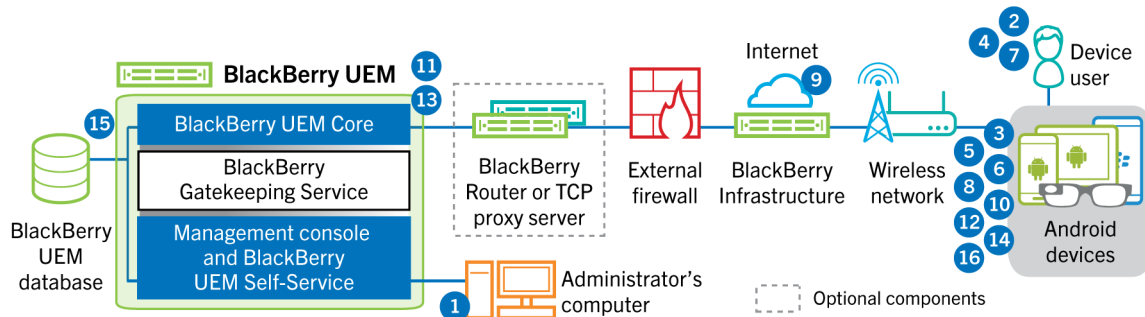 BlackBerry UEM
11
13
15
BlackBerry UEM Core
BlackBerry
Gatekeeping Service
Management console
and BlackBerry
UEM Self-Service
BlackBerry
UEM
database
1
Administrator's
computer
BlackBerry
Router or TCP
proxy server
External
firewall
Internet
9
BlackBerry
Infrastructure
Wireless
network
2
4
7
Device
user
3
5
6
8
10
12
14
16
Android
devices
Optional components